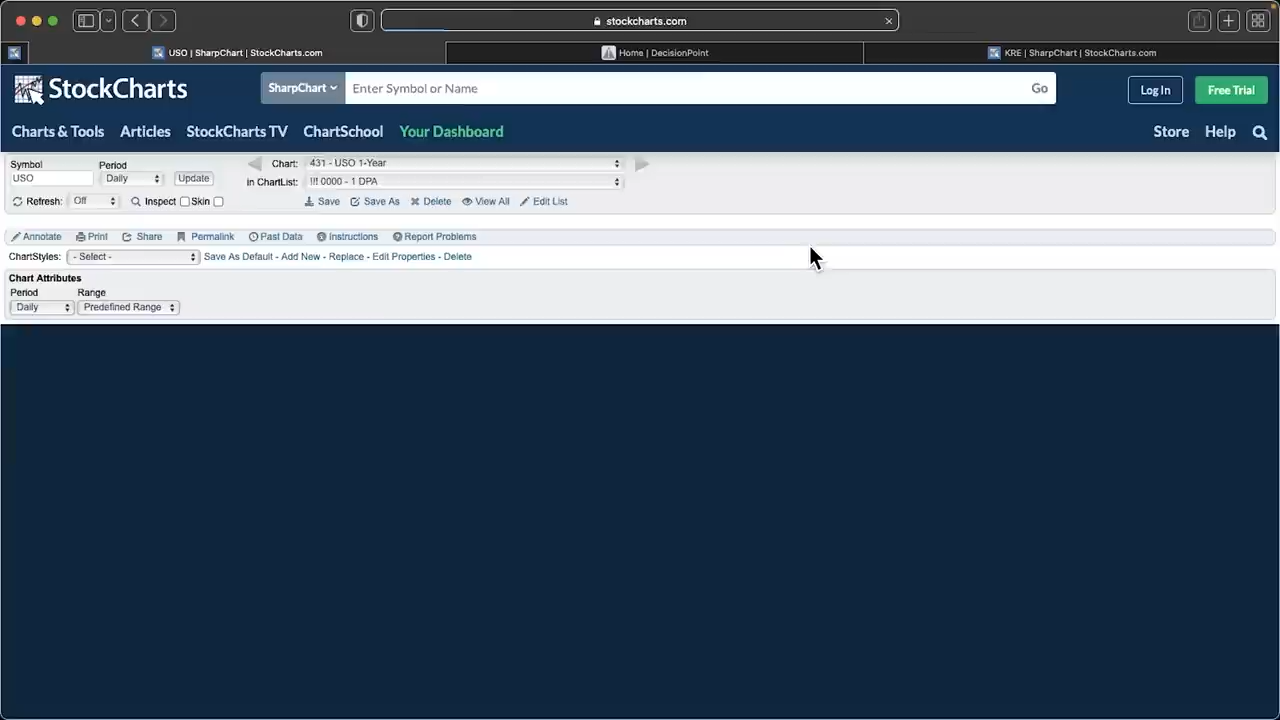 stockcharts.com
USO | SharpChart | StockCharts.com
Home | DecisionPoint
KRE | SharpChart | StockCharts.com
StockCharts
SharpChart
Enter Symbol or Name
Go
Log In
Free Trial
Charts & Tools
Articles
StockCharts TV
ChartSchool
Your Dashboard
Store
Help
Symbol
Period
Chart:
431 - USO 1-Year
USO
Daily
Update
in ChartList:
!!! 0000 - 1 DPA
Refresh:
Off
Inspect
Skin
Save
Save As
Delete
View All
Edit List
Annotate
Print
Share
Permalink
Past Data
Instructions
Report Problems
ChartStyles:
- Select -
Save As Default - Add New - Replace - Edit Properties - Delete
Chart Attributes
Period
Range
Daily
Predefined Range